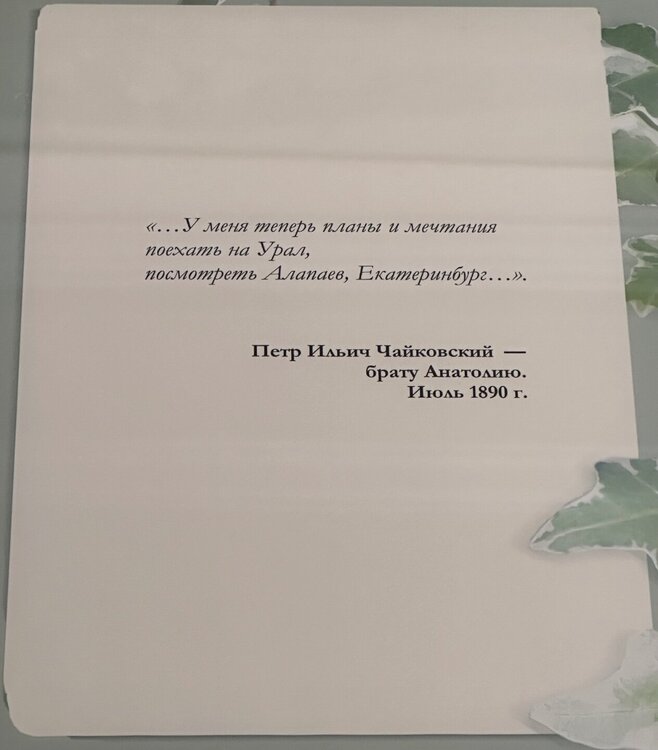 «...У меня теперь планы и мечтания
поехать на Урал,
посмотреть Алапаев, Екатеринбург...».
Петр Ильич Чайковский —
брату Анатолию.
Июль 1890 г.